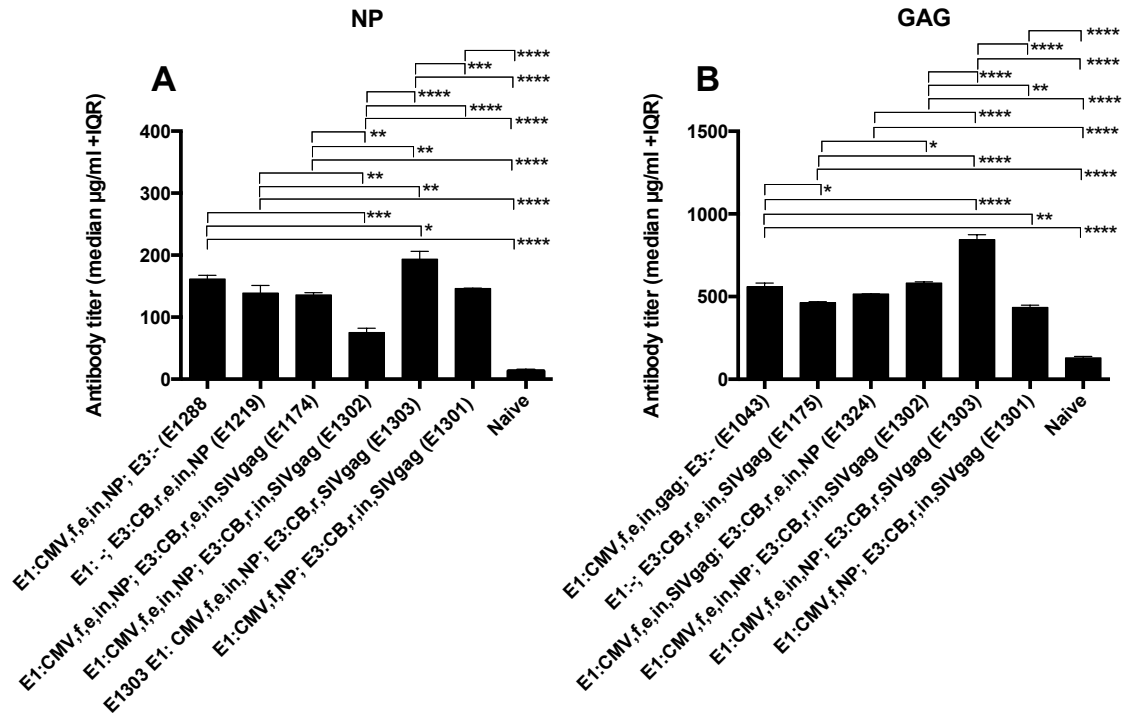 NP
A
****
***
****
****
****
****
**
**
****
**
**
****
***
*
****
Antibody titer (median µg/ml +IQR)
400
300
200
100
0
E1:CMV,f,e,in,NP; E3:- (E1288
E1: -; E3:CB,r,e,in,NP (E1219)
E1:CMV,f,e,in,NP; E3:CB,r,e,in,SIVgag (E1174)
E1:CMV,f,e,in,NP; E3:CB,r,in,SIVgag (E1302)
E1303 E1: CMV,f,e,in,NP; E3:CB,r,SIVgag (E1303)
E1:CMV,f,NP; E3:CB,r,in,SIVgag (E1301)
Naive
GAG
B
****
****
****
****
**
****
****
****
*
****
****
*
****
**
****
Antibody titer (median µg/ml +IQR)
1500
1000
500
0
E1:CMV,f,e,in,gag; E3:- (E1043)
E1:-; E3:CB,r,e,in,SIVgag (E1175)
E1:CMV,f,e,in,SIVgag; E3:CB,r,e,in,NP (E1324)
E1:CMV,f,e,in,NP; E3:CB,r,in,SIVgag (E1302)
E1:CMV,f,e,in,NP; E3:CB,r,SIVgag (E1303)
E1:CMV,f,NP; E3:CB,r,in,SIVgag (E1301)
Naive